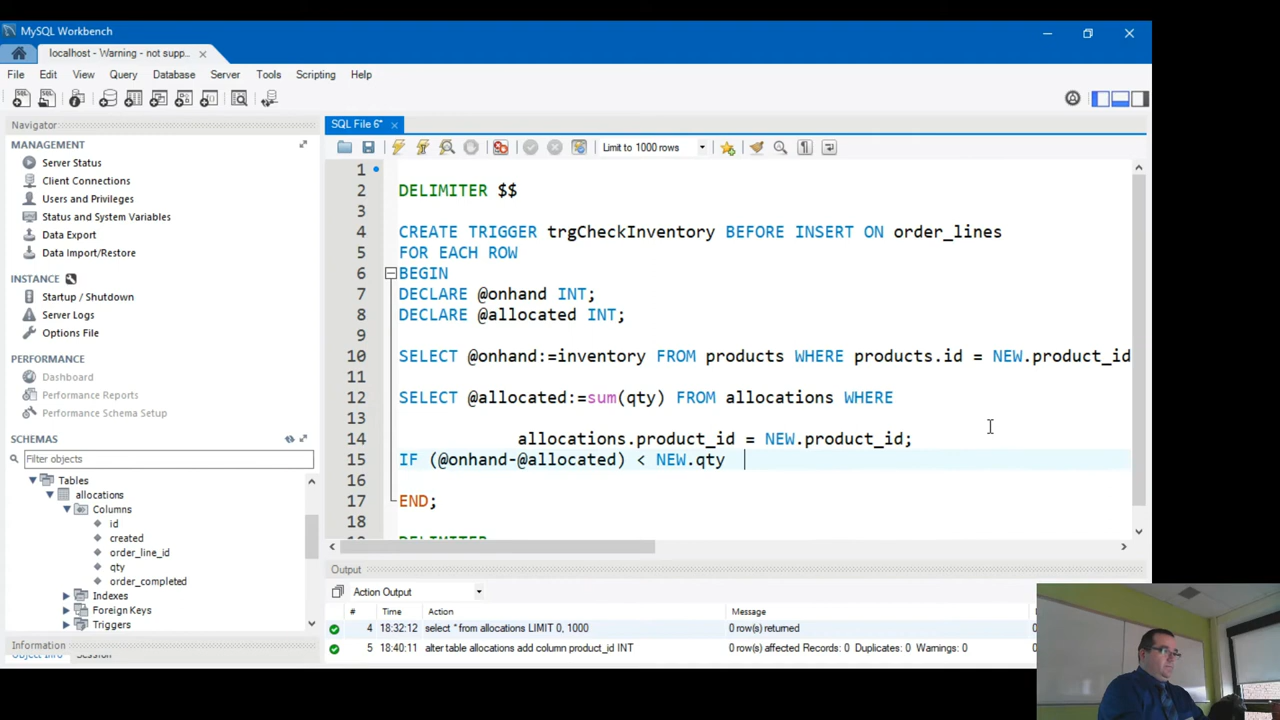 MySQL Workbench
localhost - Warning - not supp..
File Edit View Query Database Server Tools Scripting Help
Navigator
MANAGEMENT
Server Status
Client Connections
Users and Privileges
Status and System Variables
Data Export
Data Import/Restore
INSTANCE
Startup / Shutdown
Server Logs
Options File
PERFORMANCE
Dashboard
Performance Reports
Performance Schema Setup
SCHEMAS
Filter objects
Tables
allocations
Columns
id
created
order_line_id
qty
order_completed
Indexes
Foreign Keys
Triggers
Information
Object Info Session
SQL File 6*
Limit to 1000 rows
1
2 DELIMITER $$
3
4 CREATE TRIGGER trgCheckInventory BEFORE INSERT ON order_lines
5 FOR EACH ROW
6 BEGIN
7 DECLARE @onhand INT;
8 DECLARE @allocated INT;
9
10 SELECT @onhand:=inventory FROM products WHERE products.id = NEW.product_id
11
12 SELECT @allocated:=sum(qty) FROM allocations WHERE
13
14 allocations.product_id = NEW.product_id;
15 IF (@onhand-@allocated) < NEW.qty
16
17 END;
18
DELIMITER
Output
Action Output
# Time Action Message
4 18:32:12 select * from allocations LIMIT 0, 1000 0 row(s) returned
5 18:40:11 alter table allocations add column product_id INT 0 row(s) affected Records: 0 Duplicates: 0 Warnings: 0